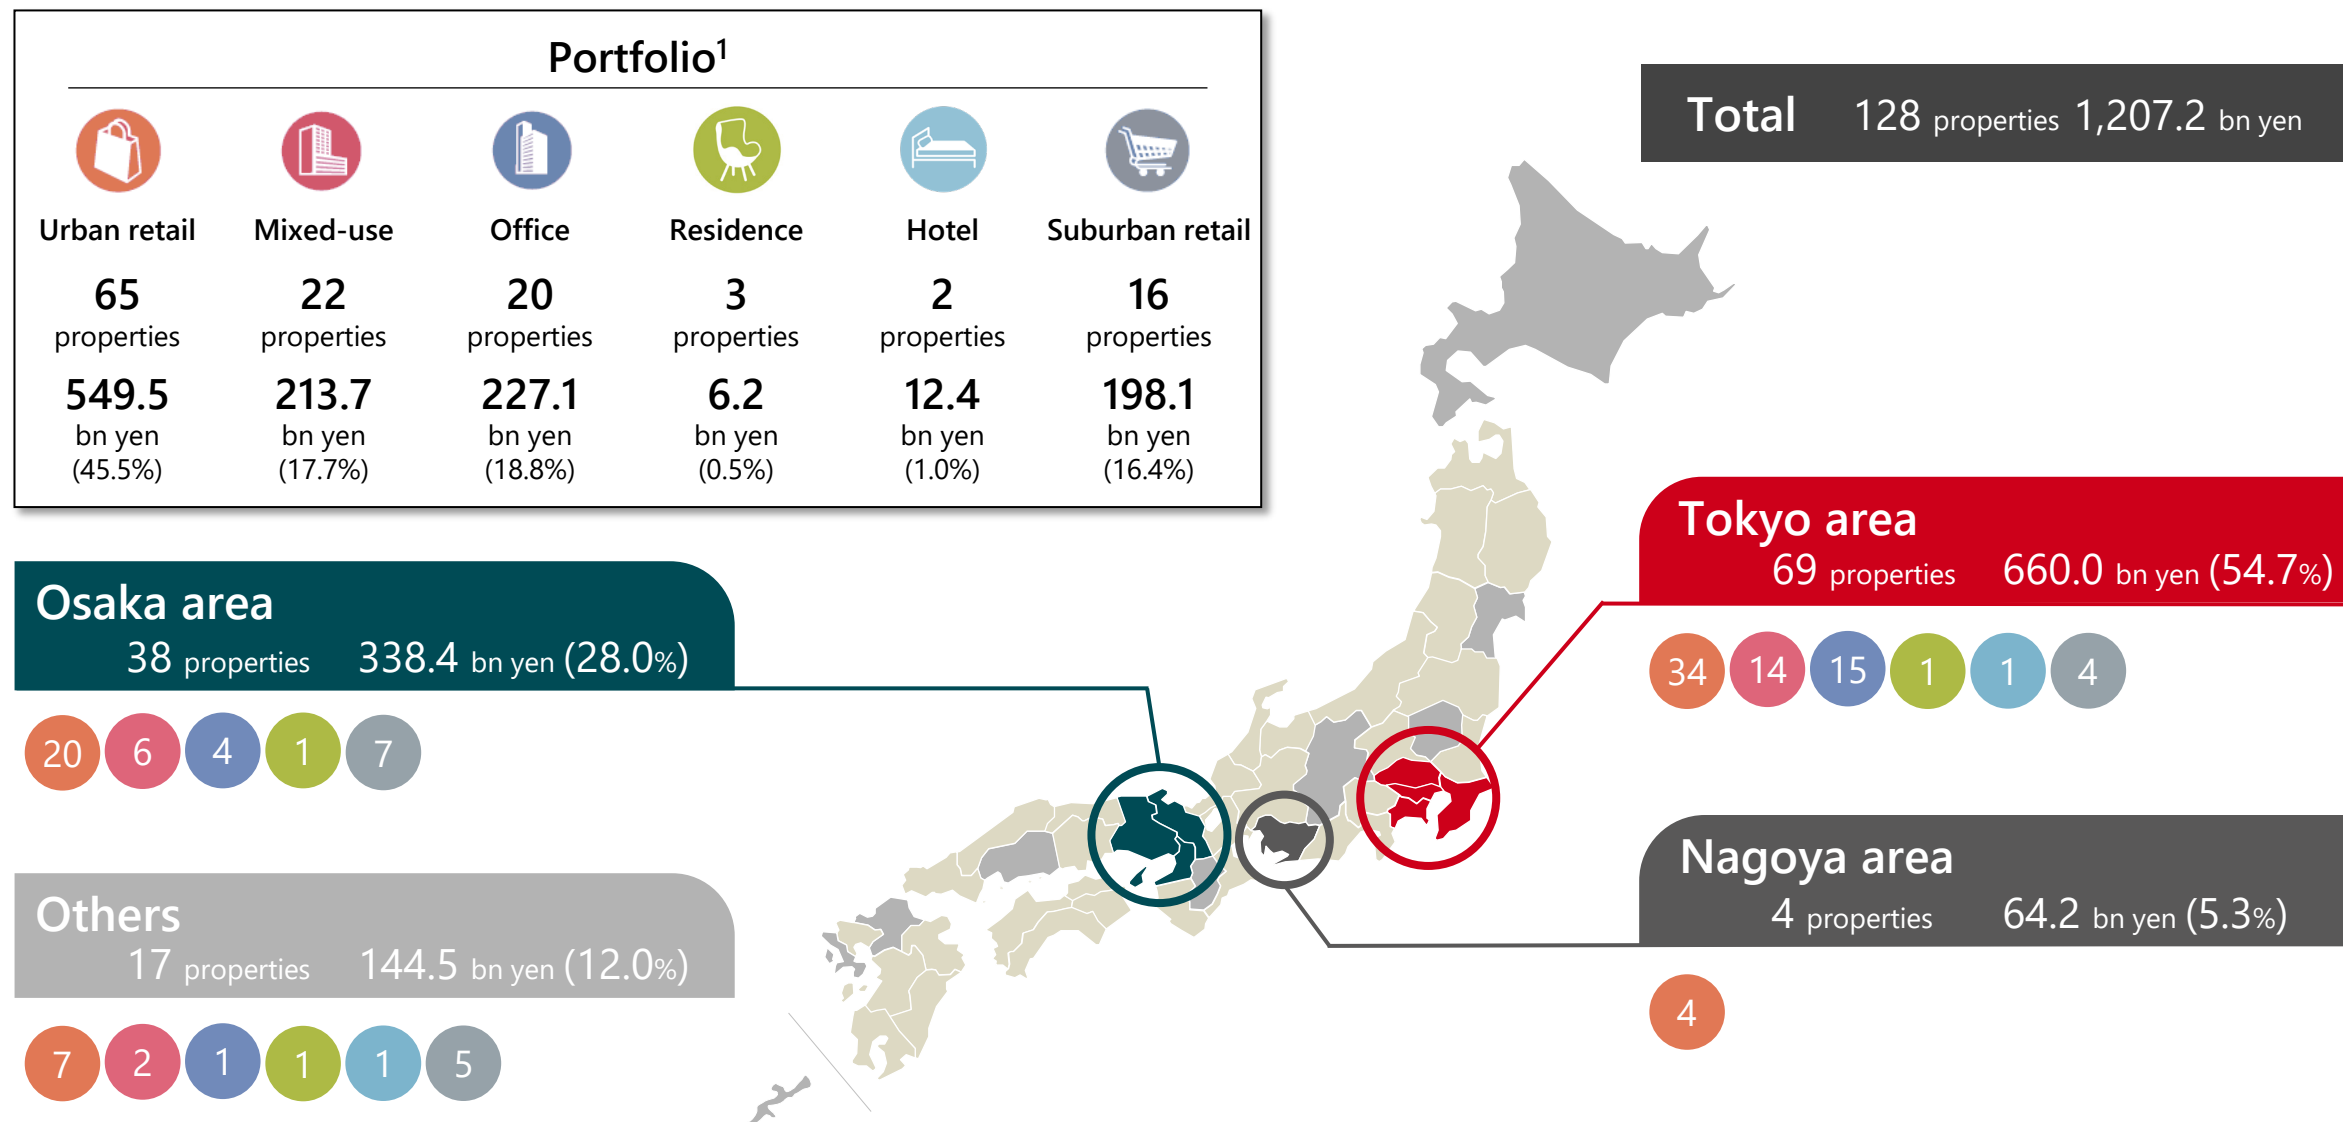 Portfolio1
Urban retail Mixed-use Office Residence Hotel Suburban retail
65 22 20 3 2 16
properties properties properties properties properties properties
549.5 213.7 227.1 6.2 12.4 198.1
bn yen bn yen bn yen bn yen bn yen bn yen
(45.5%) (17.7%) (18.8%) (0.5%) (1.0%) (16.4%)
Total 128 properties 1,207.2 bn yen
Tokyo area
69 properties 660.0 bn yen (54.7%)
34 14 15 1 1 4
Osaka area
38 properties 338.4 bn yen (28.0%)
20 6 4 1 7
Nagoya area
4 properties 64.2 bn yen (5.3%)
4
Others
17 properties 144.5 bn yen (12.0%)
7 2 1 1 1 5